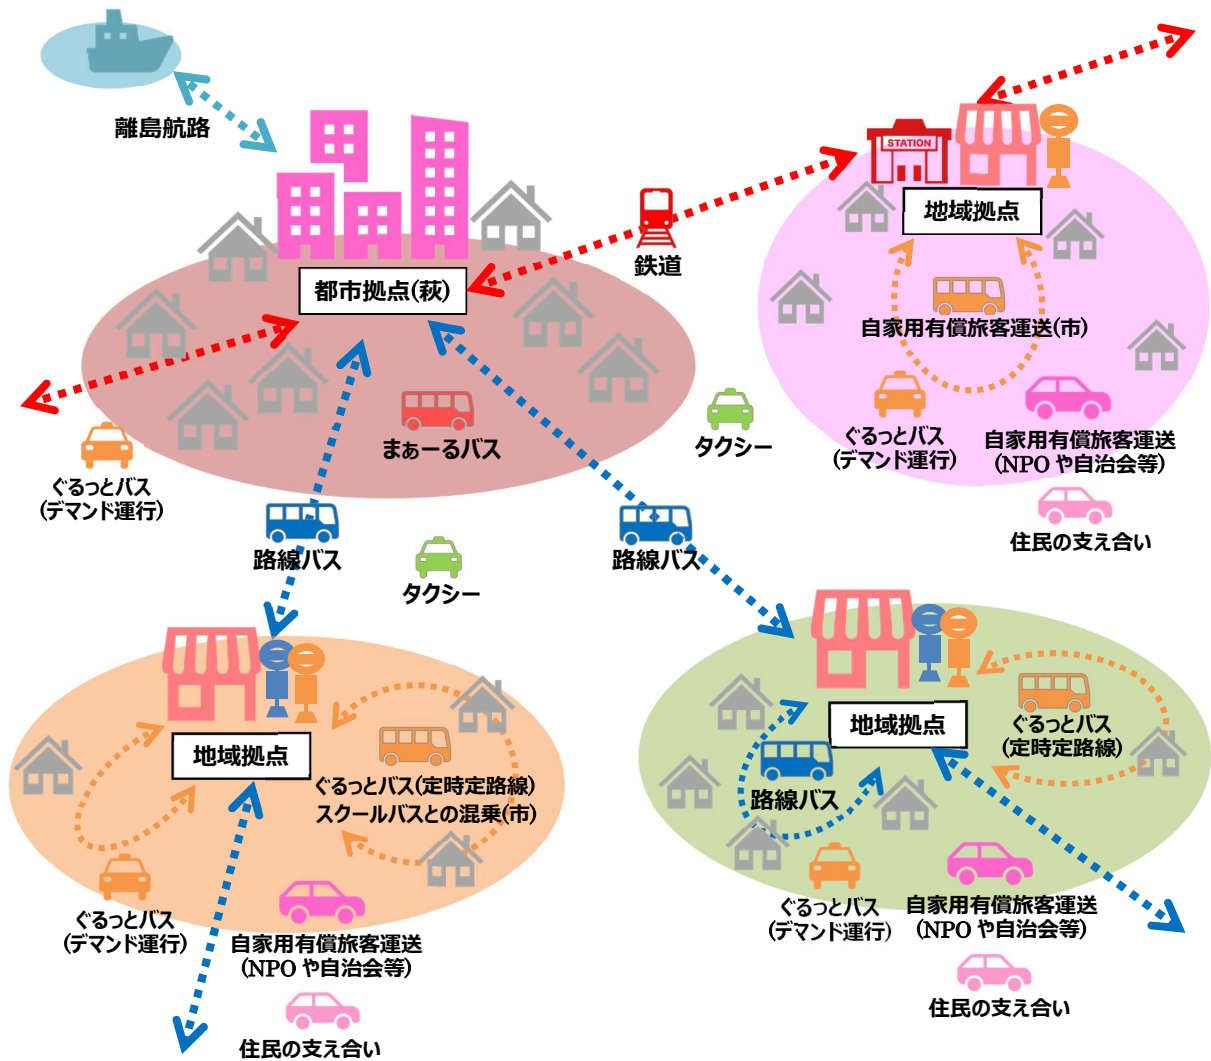 離島航路
STATION
地域拠点
鉄道
都市拠点(萩)
自家用有償旅客運送(市)
まぁーるバス
タクシー
ぐるっとバス
(デマンド運行)
自家用有償旅客運送
(NPOや自治会等)
ぐるっとバス
(デマンド運行)
住民の支え合い
路線バス
路線バス
タクシー
地域拠点
ぐるっとバス(定時定路線)
スクールバスとの混乗(市)
ぐるっとバス
(デマンド運行)
自家用有償旅客運送
(NPOや自治会等)
住民の支え合い
地域拠点
ぐるっとバス
(定時定路線)
路線バス
ぐるっとバス
(デマンド運行)
自家用有償旅客運送
(NPOや自治会等)
住民の支え合い